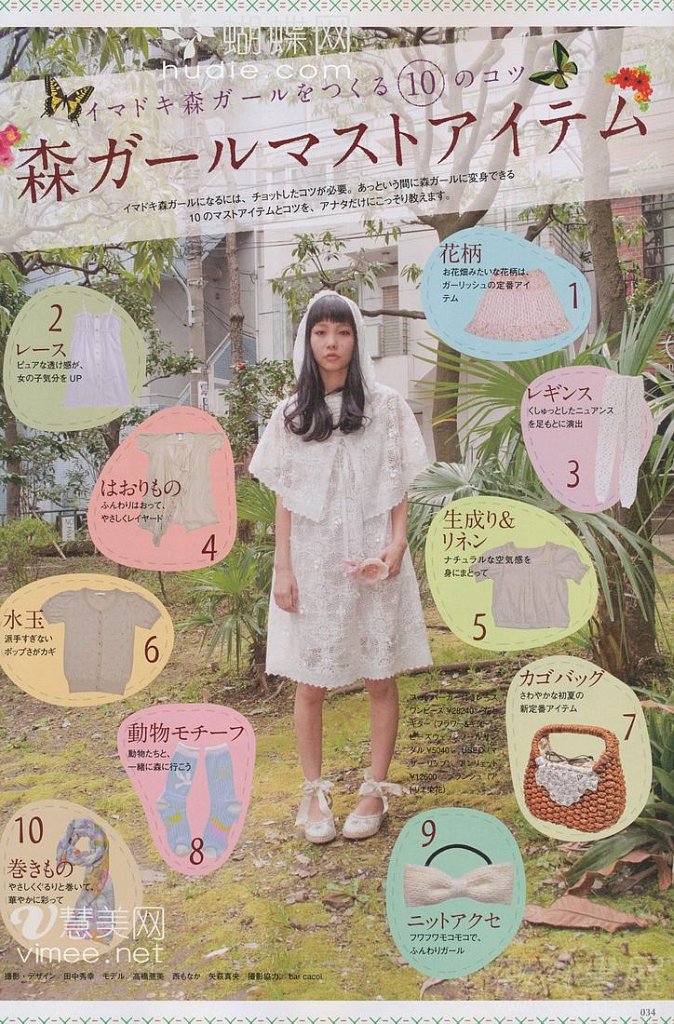 蝴蝶网
hudie.com
イマドキ森ガールをつくる⑩のコツ
森ガールマストアイテム
イマドキ森ガールになるには、チョットしたコツが必要。あっという間に森ガールに変身できる
10のマストアイテムとコツを、アナタだけにこっそり教えます。
花柄
お花畑みたいな花柄は、
ガーリッシュの定番アイ
テム
1
2
レース
ピュアな透け感が、
女の子気分をUP
レギンス
くしゅっとしたニュアンス
を足もとに演出
3
はおりもの
ふんわりはおって、
やさしくレイヤード
4
生成り&
リネン
ナチュラルな空気感を
身にまとって
5
水玉
派手すぎない
ポップさがカギ
6
カゴバッグ
さわやかな初夏の
新定番アイテム
7
動物モチーフ
動物たちと、
一緒に森に行こう
8
9
ニットアクセ
フワフワモコモコで、
ふんわりガール
10
巻きもの
やさしくぐるりと巻いて、
華やかに彩って
ワンピース ¥28240
ダル ¥5040
¥12600
慧美网
vimee.net
撮影・デザイン 田中秀幸 モデル 高橋亜美 西もなか 矢萩真央 撮影協力 bar cacoi
034